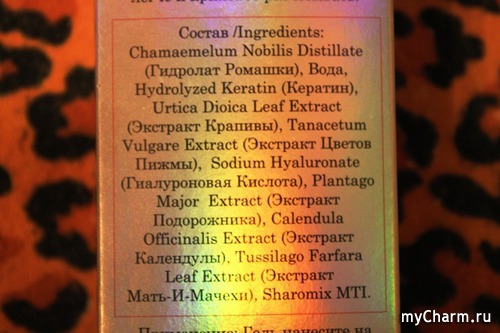 Состав /Ingredients:
Chamaemelum Nobilis Distillate
(Гидролат Ромашки), Вода,
Hydrolyzed Keratin (Кератин),
Urtica Dioica Leaf Extract
(Экстракт Крапивы), Tanacetum
Vulgare Extract (Экстракт Цветов
Пижмы), Sodium Hyaluronate
(Гиалуроновая Кислота), Plantago
Major Extract (Экстракт
Подорожника), Calendula
Officinalis Extract (Экстракт
Календулы), Tussilago Farfara
Leaf Extract (Экстракт
Мать-И-Мачехи), Sharomix MTI.
myCharm.ru